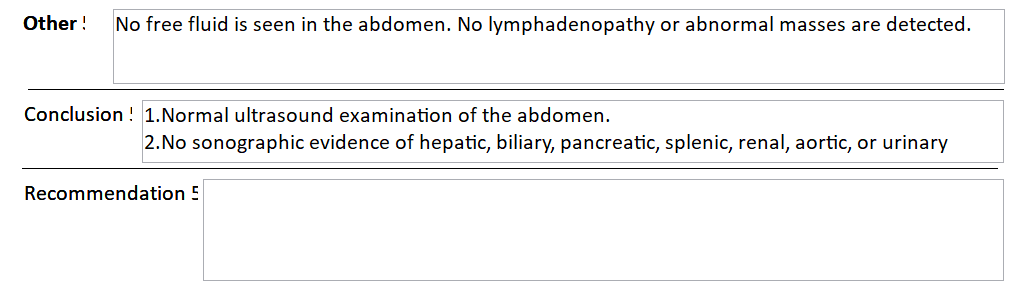 Other :
No free fluid is seen in the abdomen. No lymphadenopathy or abnormal masses are detected.
Conclusion :
1.Normal ultrasound examination of the abdomen.
2.No sonographic evidence of hepatic, biliary, pancreatic, splenic, renal, aortic, or urinary
Recommendation